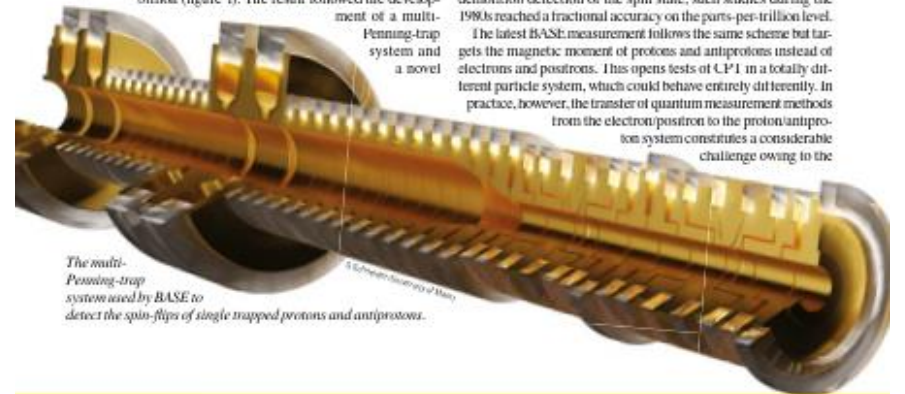 ment of a multi-
Penning-trap
system and
a novel
1980s reached a fractional accuracy on the parts-per-trillion level.
The latest BASE measurement follows the same scheme but tar-
gets the magnetic moment of protons and antiprotons instead of
electrons and positrons. This opens tests of CPT in a totally dif-
ferent particle system, which could behave entirely differently. In
practice, however, the transfer of quantum measurement methods
from the electron/positron to the proton/antipro-
ton system constitutes a considerable
challenge owing to the
The multi-
Penning-trap
system used by BASE to
detect the spin-flips of single trapped protons and antiprotons.